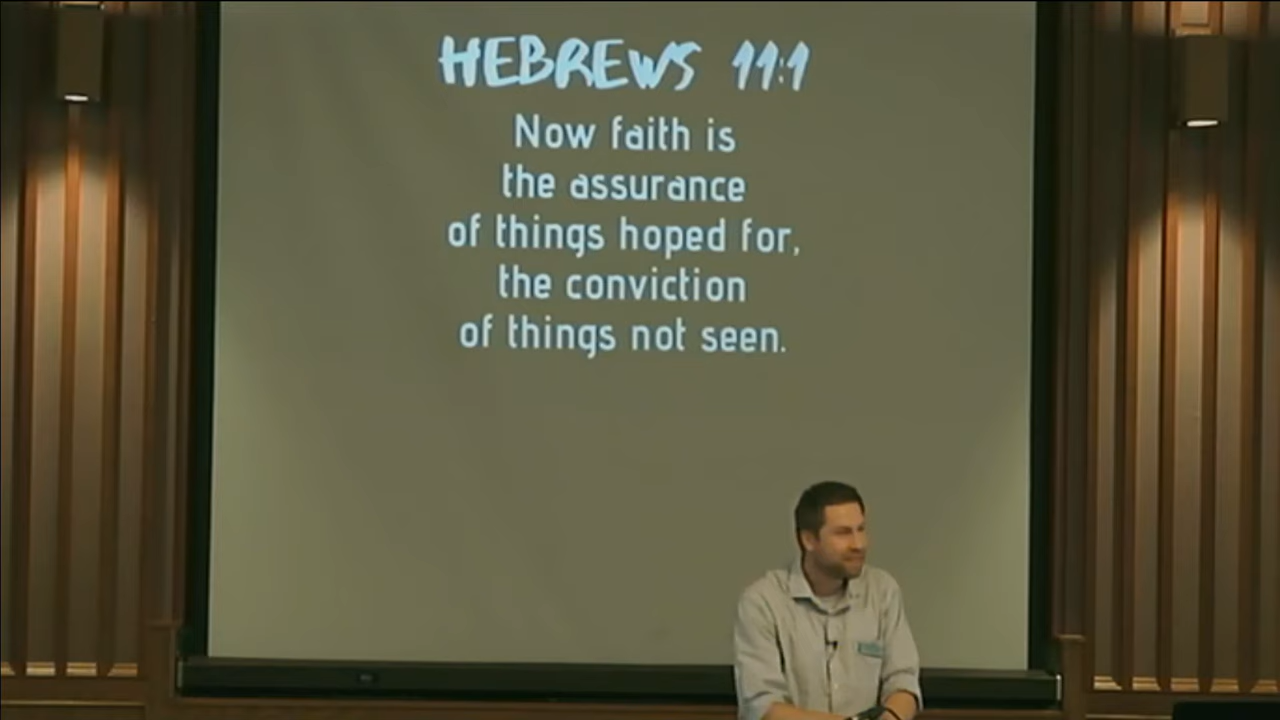 HEBREWS 11:1
Now faith is
the assurance
of things hoped for,
the conviction
of things not seen.